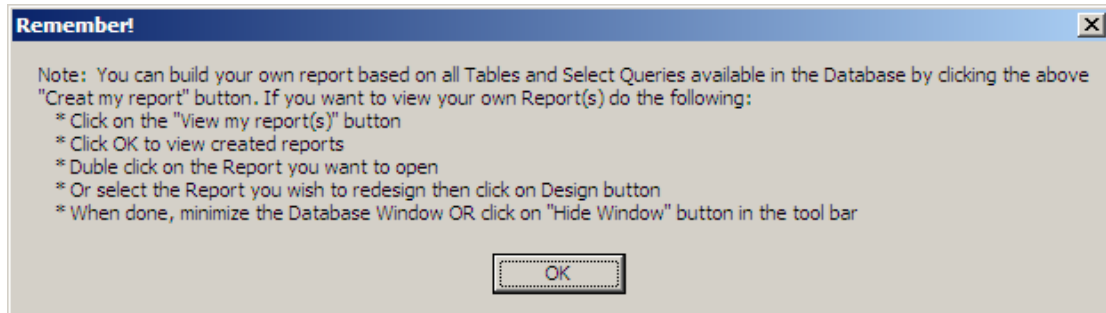 Remember!
Note: You can build your own report based on all Tables and Select Queries available in the Database by clicking the above
"Creat my report" button. If you want to view your own Report(s) do the following:
* Click on the "View my report(s)" button
* Click OK to view created reports
* Duble click on the Report you want to open
* Or select the Report you wish to redesign then click on Design button
* When done, minimize the Database Window OR click on "Hide Window" button in the tool bar
OK